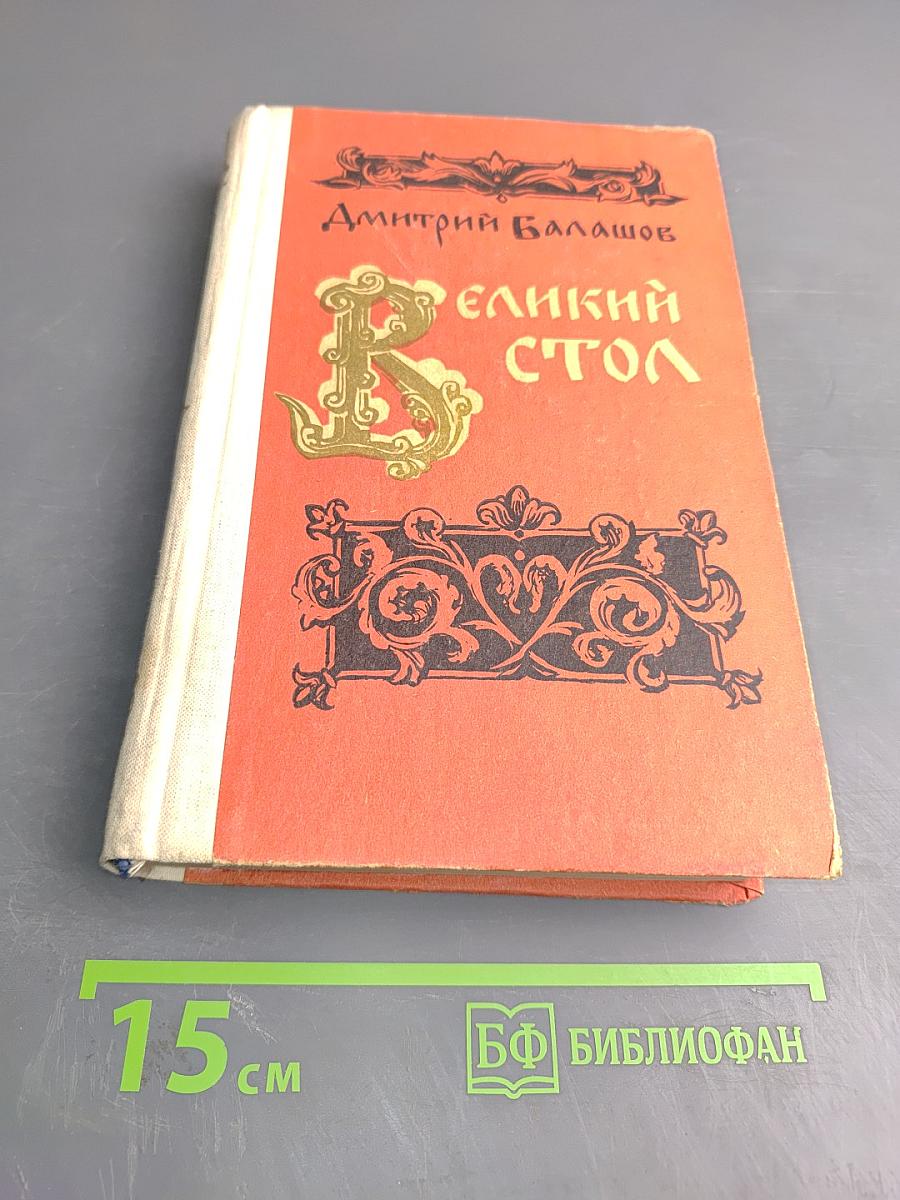 Дмитрий Балашов
Великий
стол
15 см
БФ БИБЛИОФАН